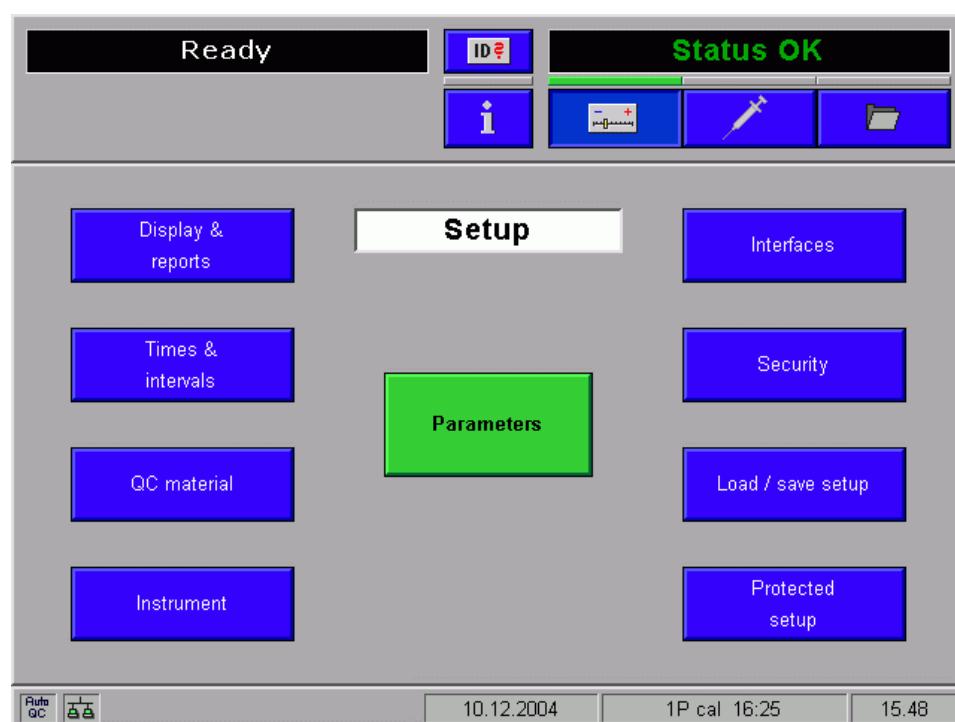 Ready
ID?
Status OK
i
- +
Display &
reports
Setup
Interfaces
Times &
intervals
Security
Parameters
QC material
Load / save setup
Instrument
Protected
setup
Auto
QC
10.12.2004
1P cal 16:25
15.48